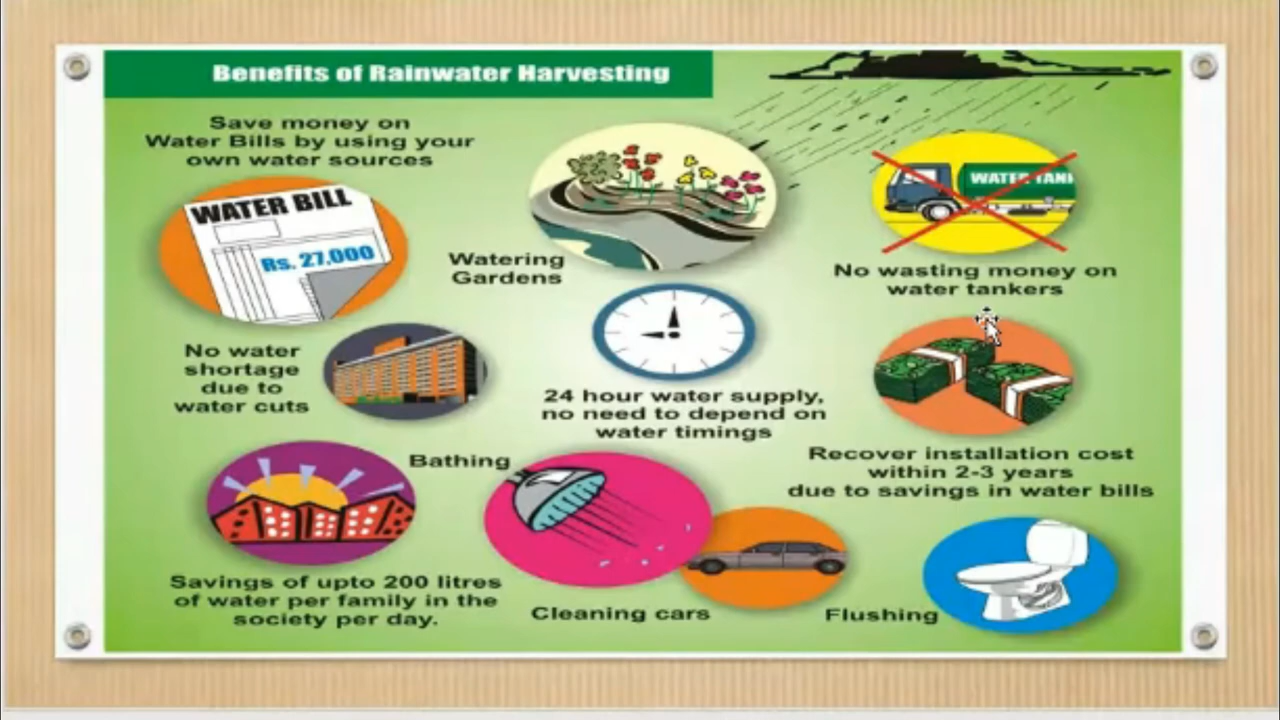 Benefits of Rainwater Harvesting
Save money on
Water Bills by using your
own water sources
WATER BILL
Rs. 27,000
Watering
Gardens
WATER TANK
No wasting money on
water tankers
No water
shortage
due to
water cuts
24 hour water supply,
no need to depend on
water timings
Recover installation cost
within 2-3 years
due to savings in water bills
Bathing
Savings of upto 200 litres
of water per family in the
society per day.
Cleaning cars
Flushing